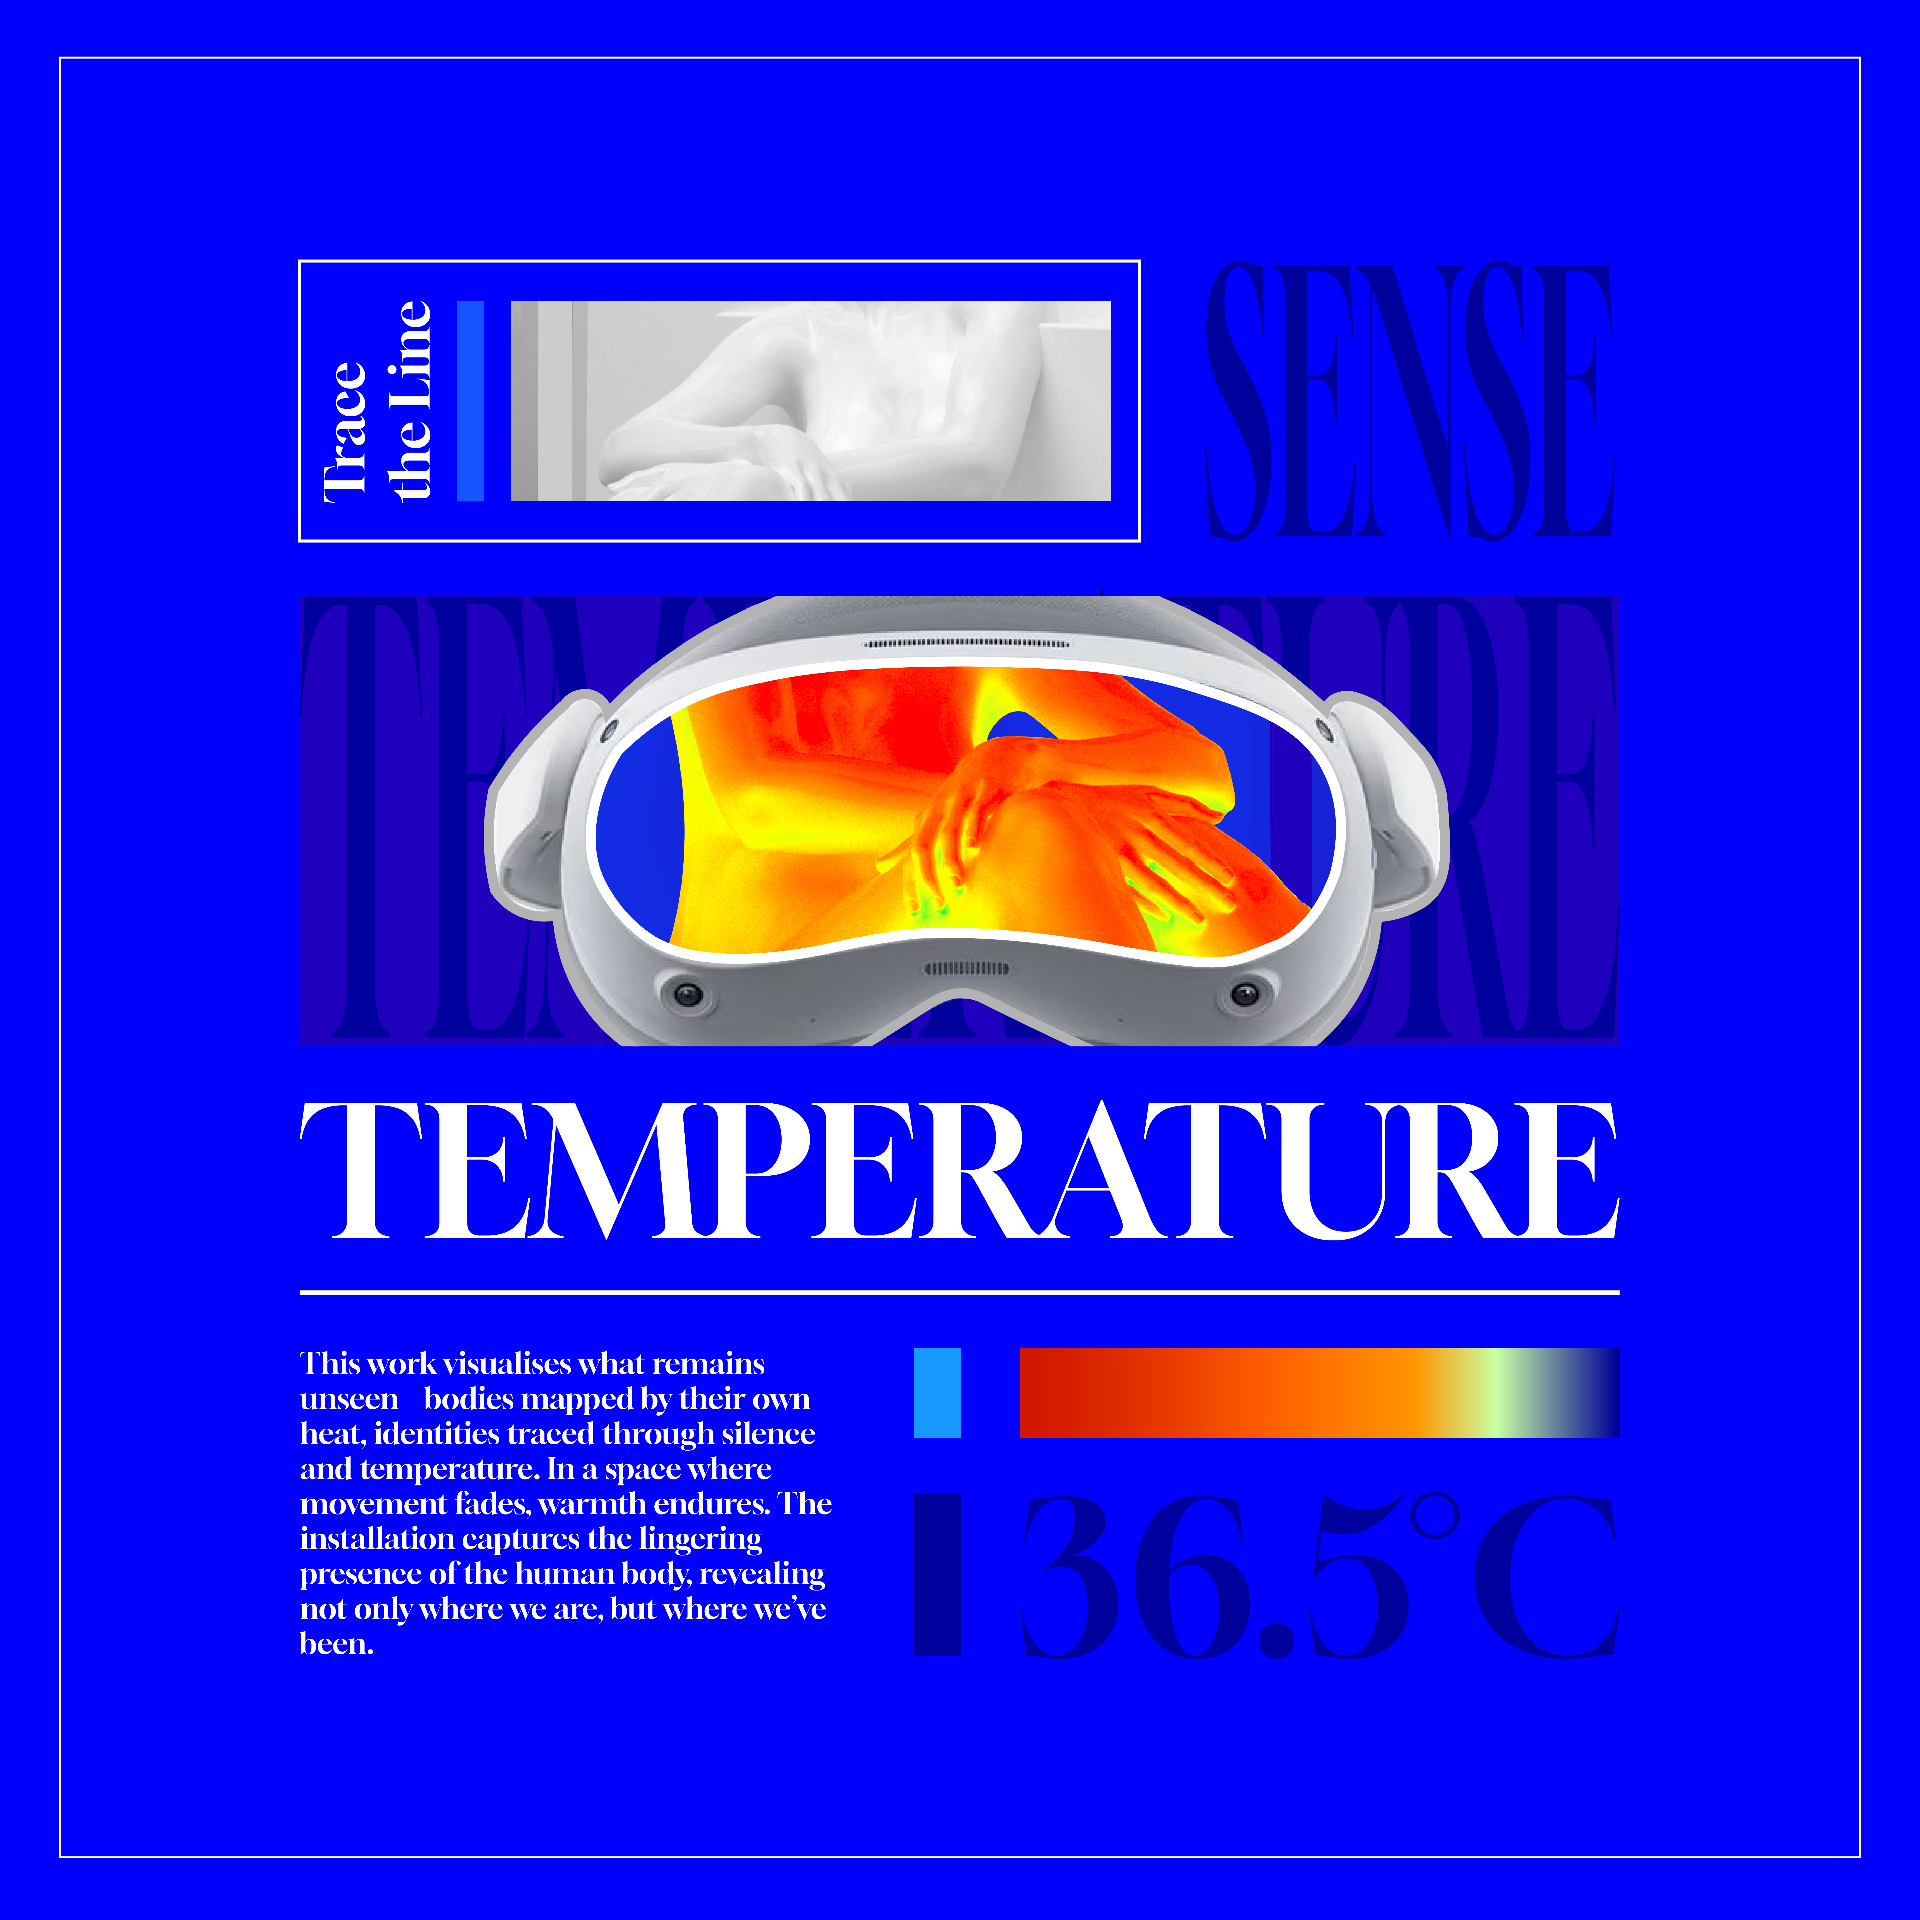 Trace
the Line
SENSE
TEMPERATURE
TEMPERATURE
This work visualises what remains
unseen bodies mapped by their own
heat, identities traced through silence
and temperature. In a space where
movement fades, warmth endures. The
installation captures the lingering
presence of the human body, revealing
not only where we are, but where we've
been.
36.5°C